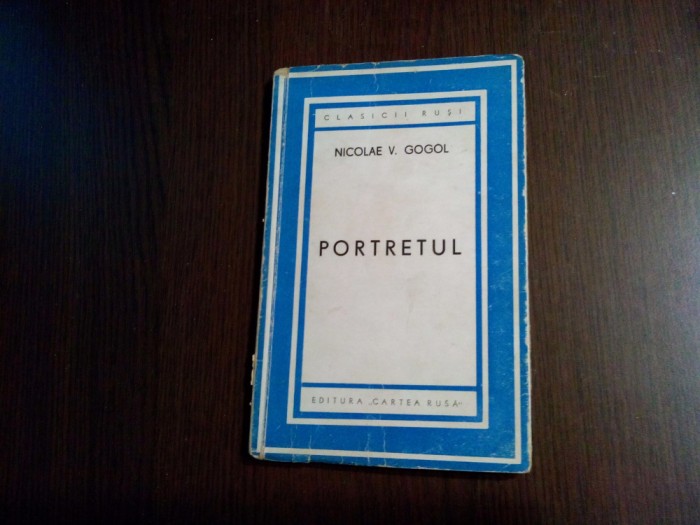 CLASICII RUȘI
NICOLAE V. GOGOL
PORTRETUL
EDITURA „CARTEA RUSĂ"